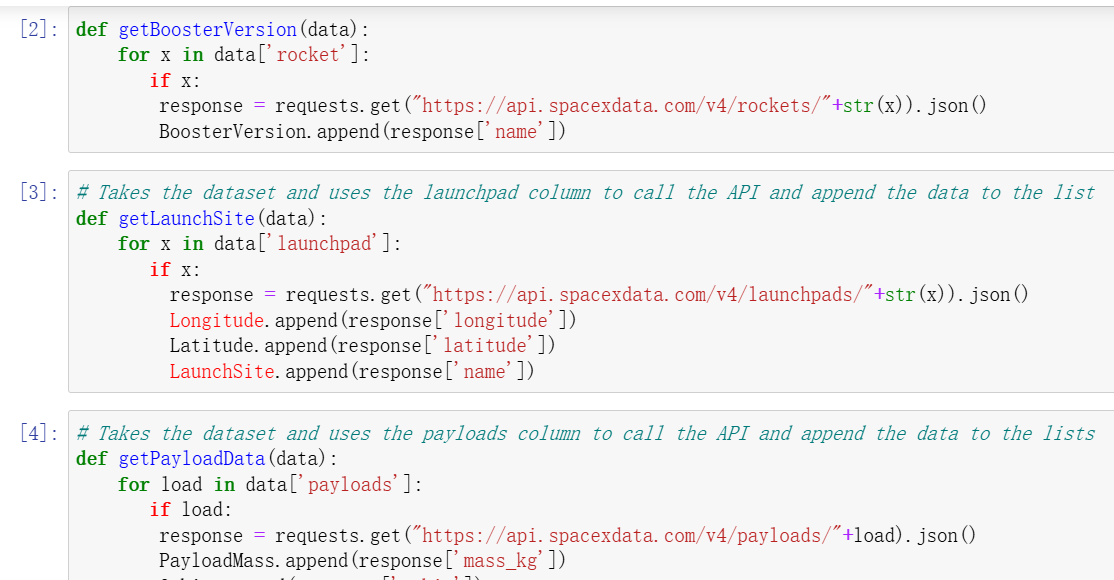 [2]: def getBoosterVersion(data):
    for x in data['rocket']:
       if x:
        response = requests.get("https://api.spacexdata.com/v4/rockets/"+str(x)).json()
        BoosterVersion.append(response['name'])
[3]: # Takes the dataset and uses the launchpad column to call the API and append the data to the list
def getLaunchSite(data):
    for x in data['launchpad']:
       if x:
         response = requests.get("https://api.spacexdata.com/v4/launchpads/"+str(x)).json()
         Longitude.append(response['longitude'])
         Latitude.append(response['latitude'])
         LaunchSite.append(response['name'])
[4]: # Takes the dataset and uses the payloads column to call the API and append the data to the lists
def getPayloadData(data):
    for load in data['payloads']:
       if load:
        response = requests.get("https://api.spacexdata.com/v4/payloads/"+load).json()
        PayloadMass.append(response['mass_kg'])